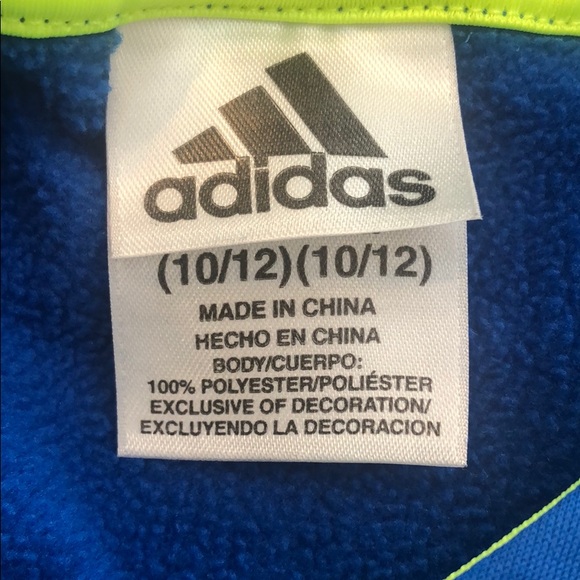 adidas
(10/12) (10/12)
MADE IN CHINA
HECHO EN CHINA
BODY/CUERPO:
100% POLYESTER/POLIÉSTER
EXCLUSIVE OF DECORATION/
EXCLUYENDO LA DECORACION